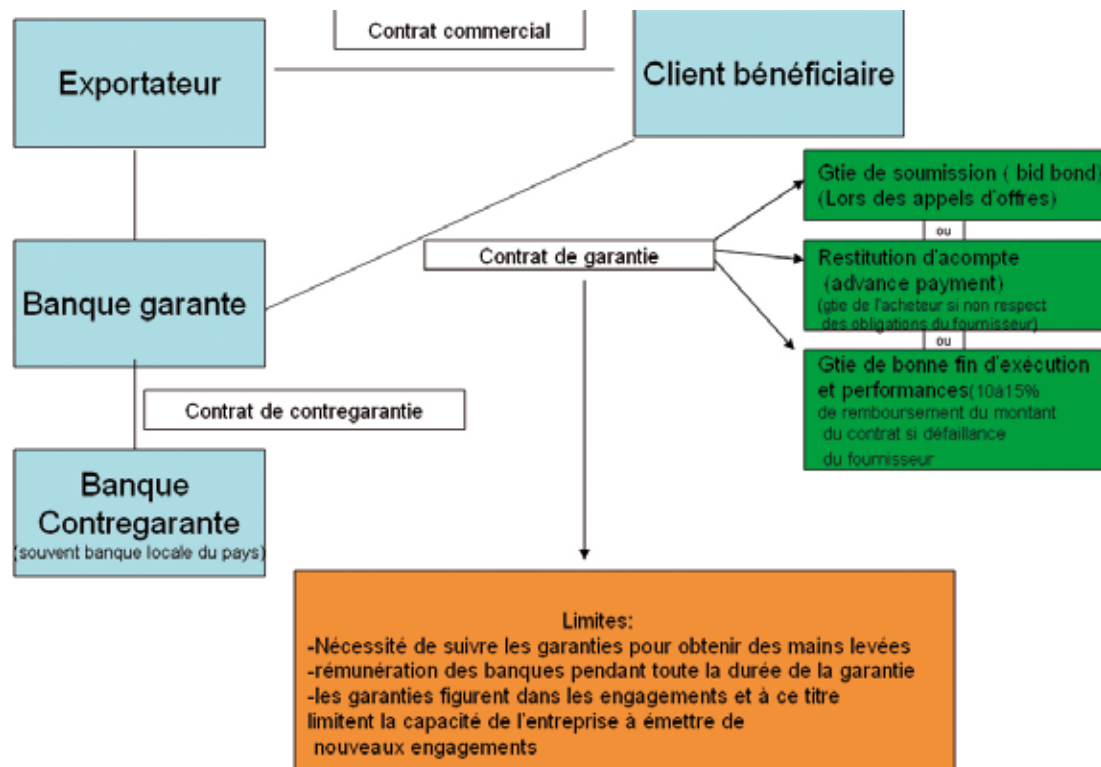 Contrat commercial
Exportateur
Client bénéficiaire
Gtie de soumission ( bid bond)
(Lors des appels d'offres)
ou
Banque garante
Contrat de garantie
Restitution d'acompte
(advance payment)
(gtie de l'acheteur si non respect
des obligations du fournisseur)
ou
Gtie de bonne fin d'exécution
et performances(10à15%
de remboursement du montant
du contrat si défaillance
du fournisseur
Contrat de contregarantie
Banque
Contregarante
(souvent banque locale du pays)
Limites:
-Nécessité de suivre les garanties pour obtenir des mains levées
-rémunération des banques pendant toute la durée de la garantie
-les garanties figurent dans les engagements et à ce titre
limitent la capacité de l'entreprise à émettre de
nouveaux engagements